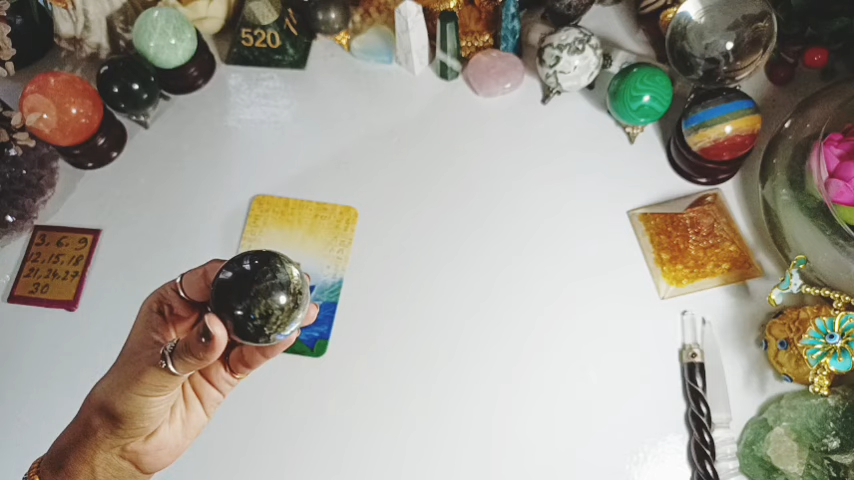 520
3, 6, 9
12, 15, 18
21, 24, 27
30